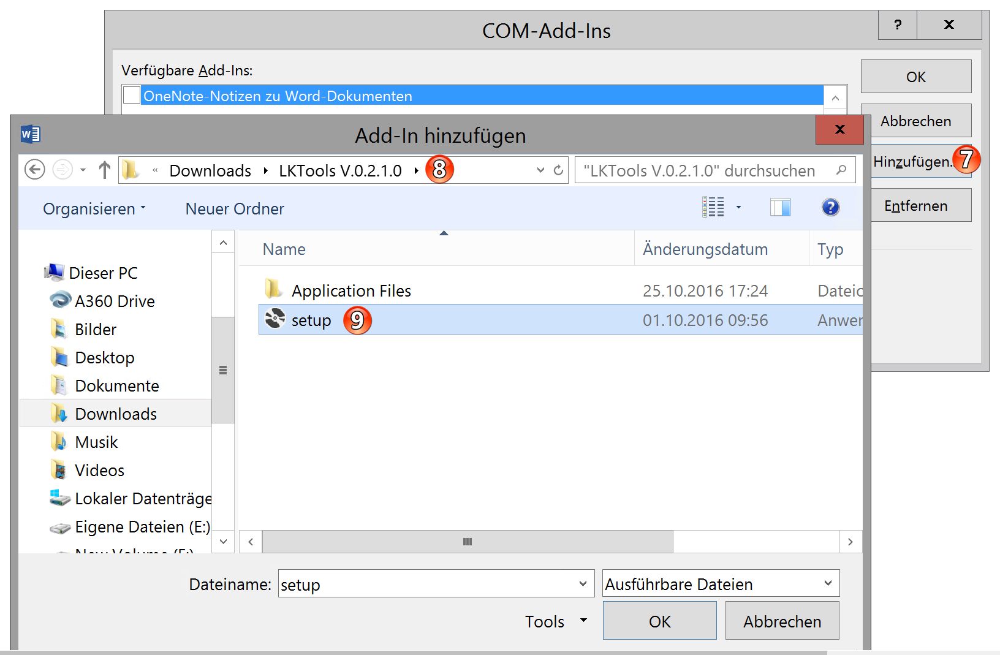 COM-Add-Ins
?
x
Verfügbare Add-Ins:
OK
OneNote-Notizen zu Word-Dokumenten
Abbrechen
Add-In hinzufügen
x
Hinzufügen..
7
« Downloads LKTools V.0.2.1.0
8
"LKTools V.0.2.1.0" durchsuchen
Entfernen
Organisieren
Neuer Ordner
?
Name
Änderungsdatum
Typ
Dieser PC
A360 Drive
Bilder
Desktop
Dokumente
Downloads
Musik
Videos
Lokaler Datenträge
Eigene Dateien (E:)
New Volume (F:)
Application Files 25.10.2016 17:24 Dateic
setup 9 01.10.2016 09:56 Anwer
Dateiname: setup
Ausführbare Dateien
Tools
OK
Abbrechen